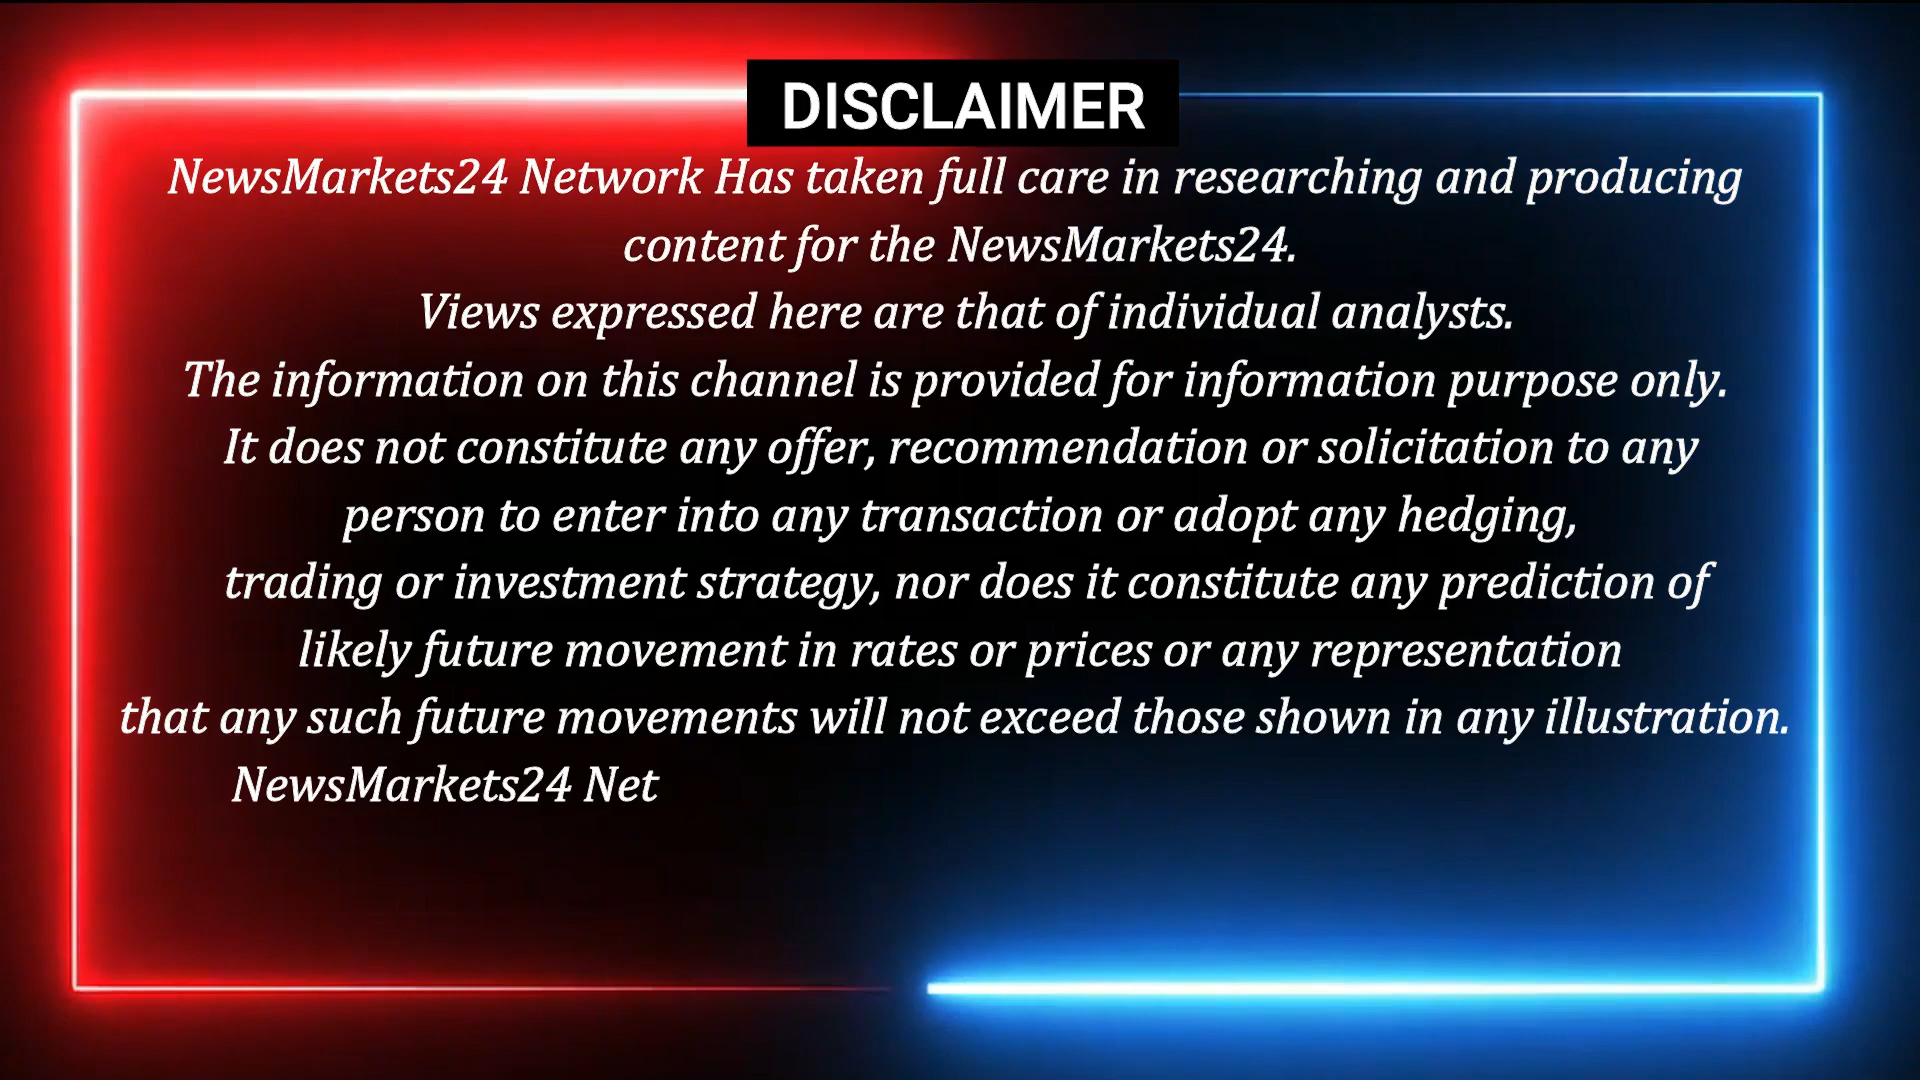 DISCLAIMER
NewsMarkets24 Network Has taken full care in researching and producing
content for the NewsMarkets24.
Views expressed here are that of individual analysts.
The information on this channel is provided for information purpose only.
It does not constitute any offer, recommendation or solicitation to any
person to enter into any transaction or adopt any hedging,
trading or investment strategy, nor does it constitute any prediction of
likely future movement in rates or prices or any representation
that any such future movements will not exceed those shown in any illustration.
NewsMarkets24 Net